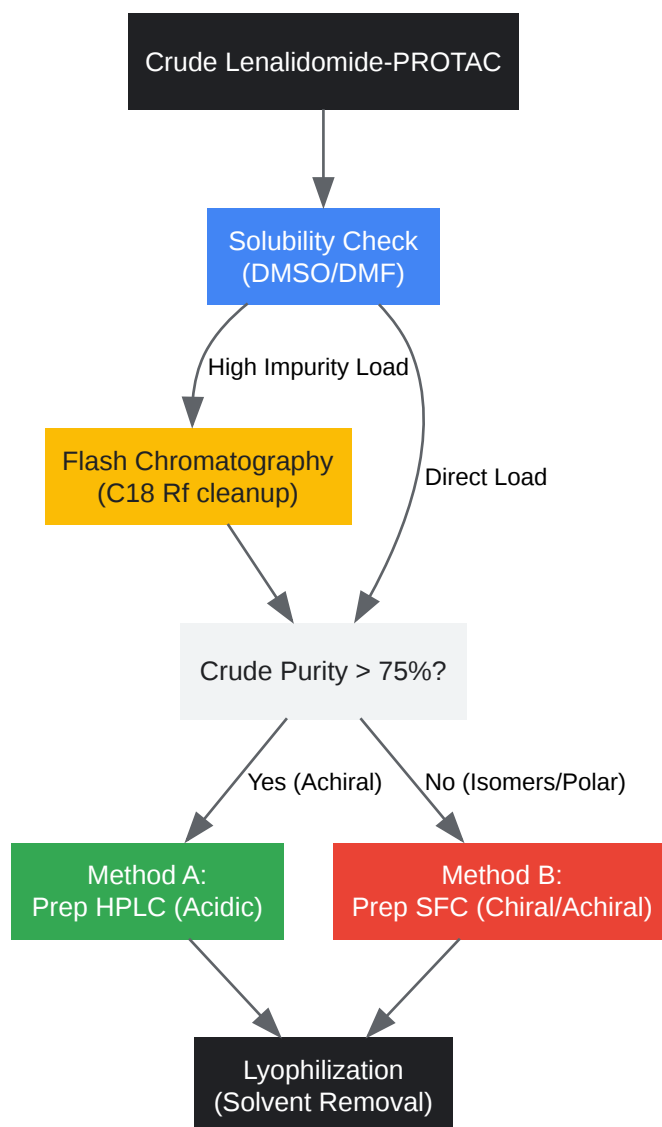 Crude Lenalidomide-PROTAC
Solubility Check
(DMSO/DMF)
High Impurity Load
Flash Chromatography
(C18 Rf cleanup)
Direct Load
Crude Purity > 75%?
Yes (Achiral)
No (Isomers/Polar)
Method A:
Prep HPLC (Acidic)
Method B:
Prep SFC (Chiral/Achiral)
Lyophilization
(Solvent Removal)